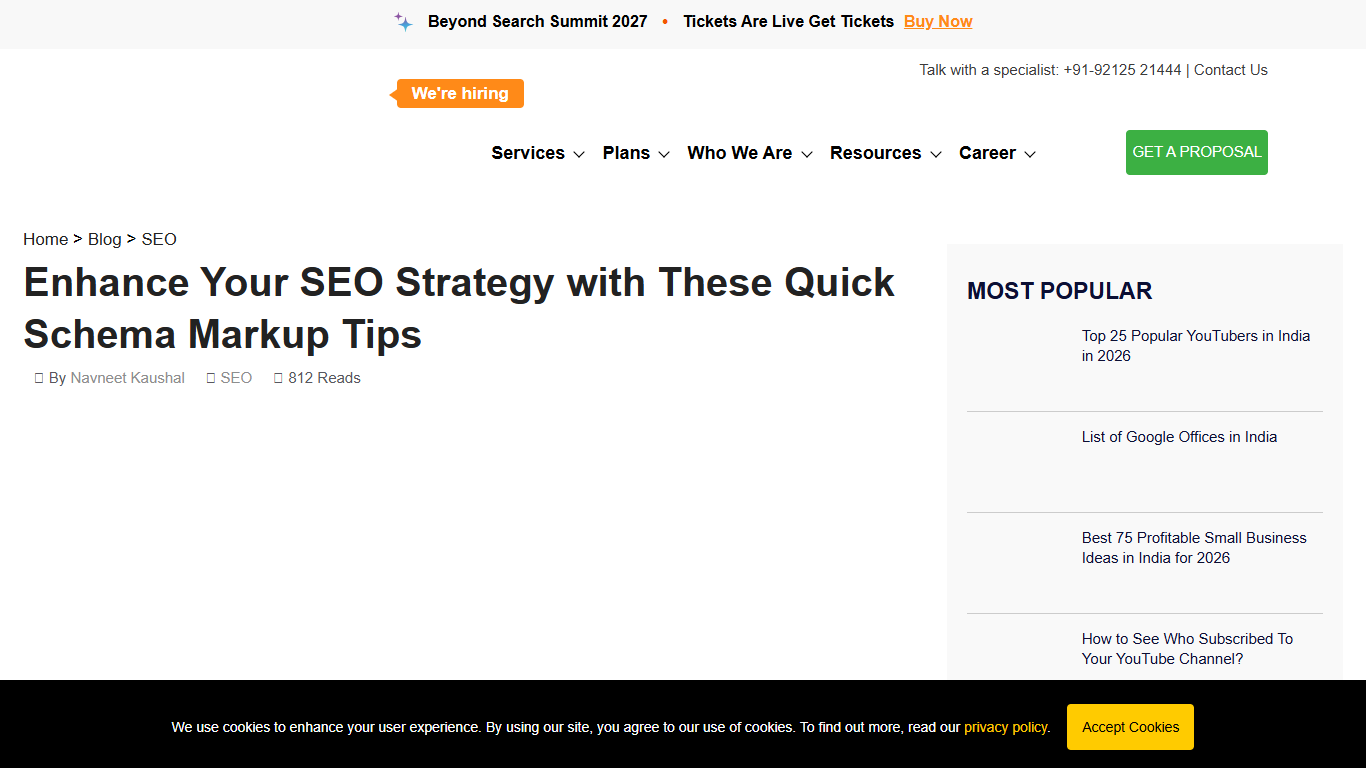 Beyond Search Summit 2027 • Tickets Are Live Get Tickets Buy Now
Talk with a specialist: +91-92125 21444 | Contact Us
We're hiring
Services Plans Who We Are Resources Career
GET A PROPOSAL
Home > Blog > SEO
Enhance Your SEO Strategy with These Quick
Schema Markup Tips
By Navneet Kaushal SEO 812 Reads
MOST POPULAR
Top 25 Popular YouTubers in India
in 2026
List of Google Offices in India
Best 75 Profitable Small Business
Ideas in India for 2026
How to See Who Subscribed To
Your YouTube Channel?
We use cookies to enhance your user experience. By using our site, you agree to our use of cookies. To find out more, read our privacy policy.
Accept Cookies